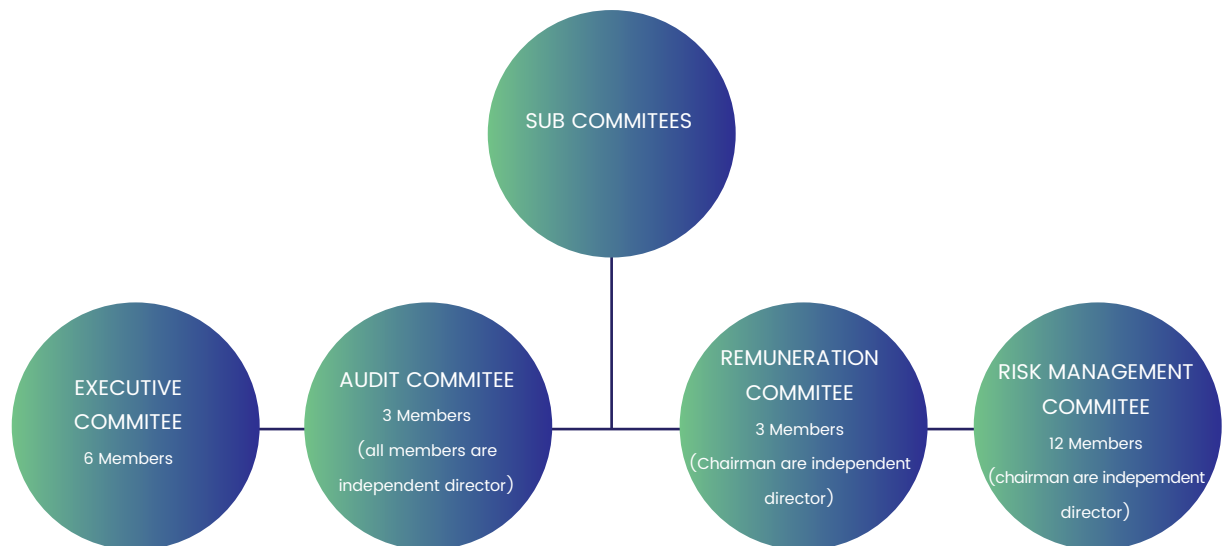 SUB COMMITEES
EXECUTIVE
COMMITEE
6 Members
AUDIT COMMITEE
3 Members
(all members are
independent director)
REMUNERATION
COMMITEE
3 Members
(Chairman are independent
director)
RISK MANAGEMENT
COMMITEE
12 Members
(chairman are indepemdent
director)